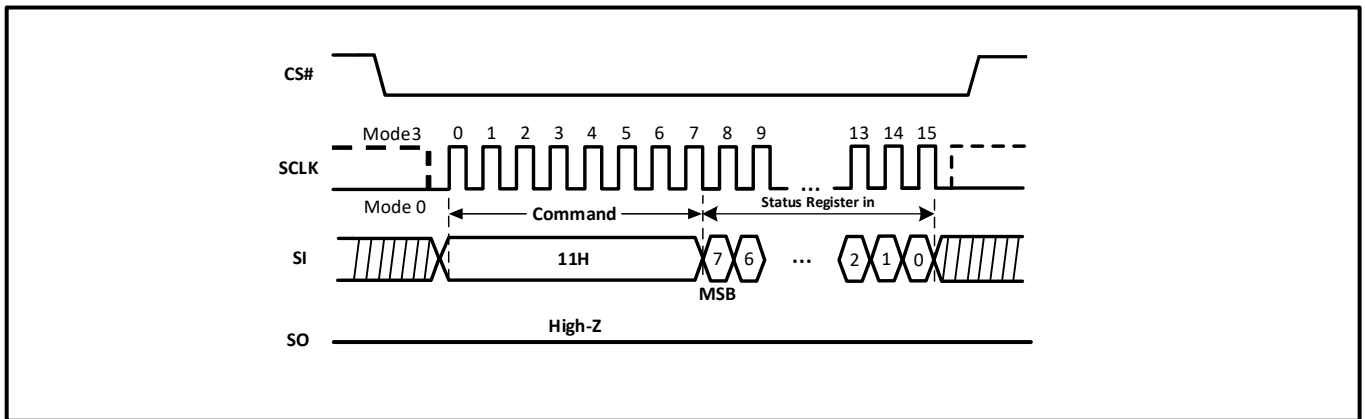 CS#
Mode3 0 1 2 3 4 5 6 7 8 9 13 14 15
SCLK ...
Mode 0 Command Status Register in
SI 11H 7 6 ... 2 1 0
MSB
High-Z
SO